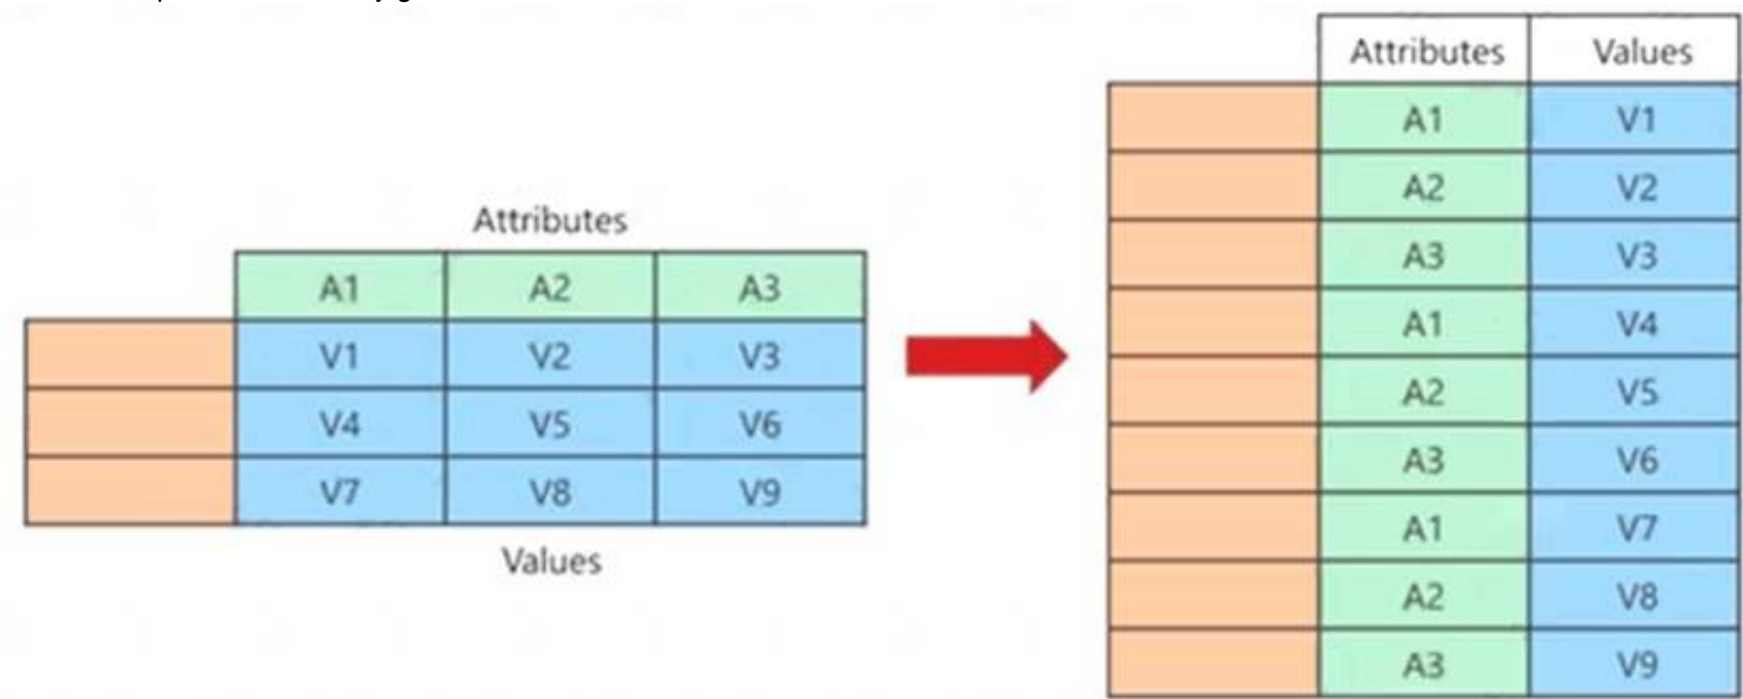 Attributes
A1 A2 A3
V1 V2 V3
V4 V5 V6
V7 V8 V9
Values
Attributes Values
A1 V1
A2 V2
A3 V3
A1 V4
A2 V5
A3 V6
A1 V7
A2 V8
A3 V9